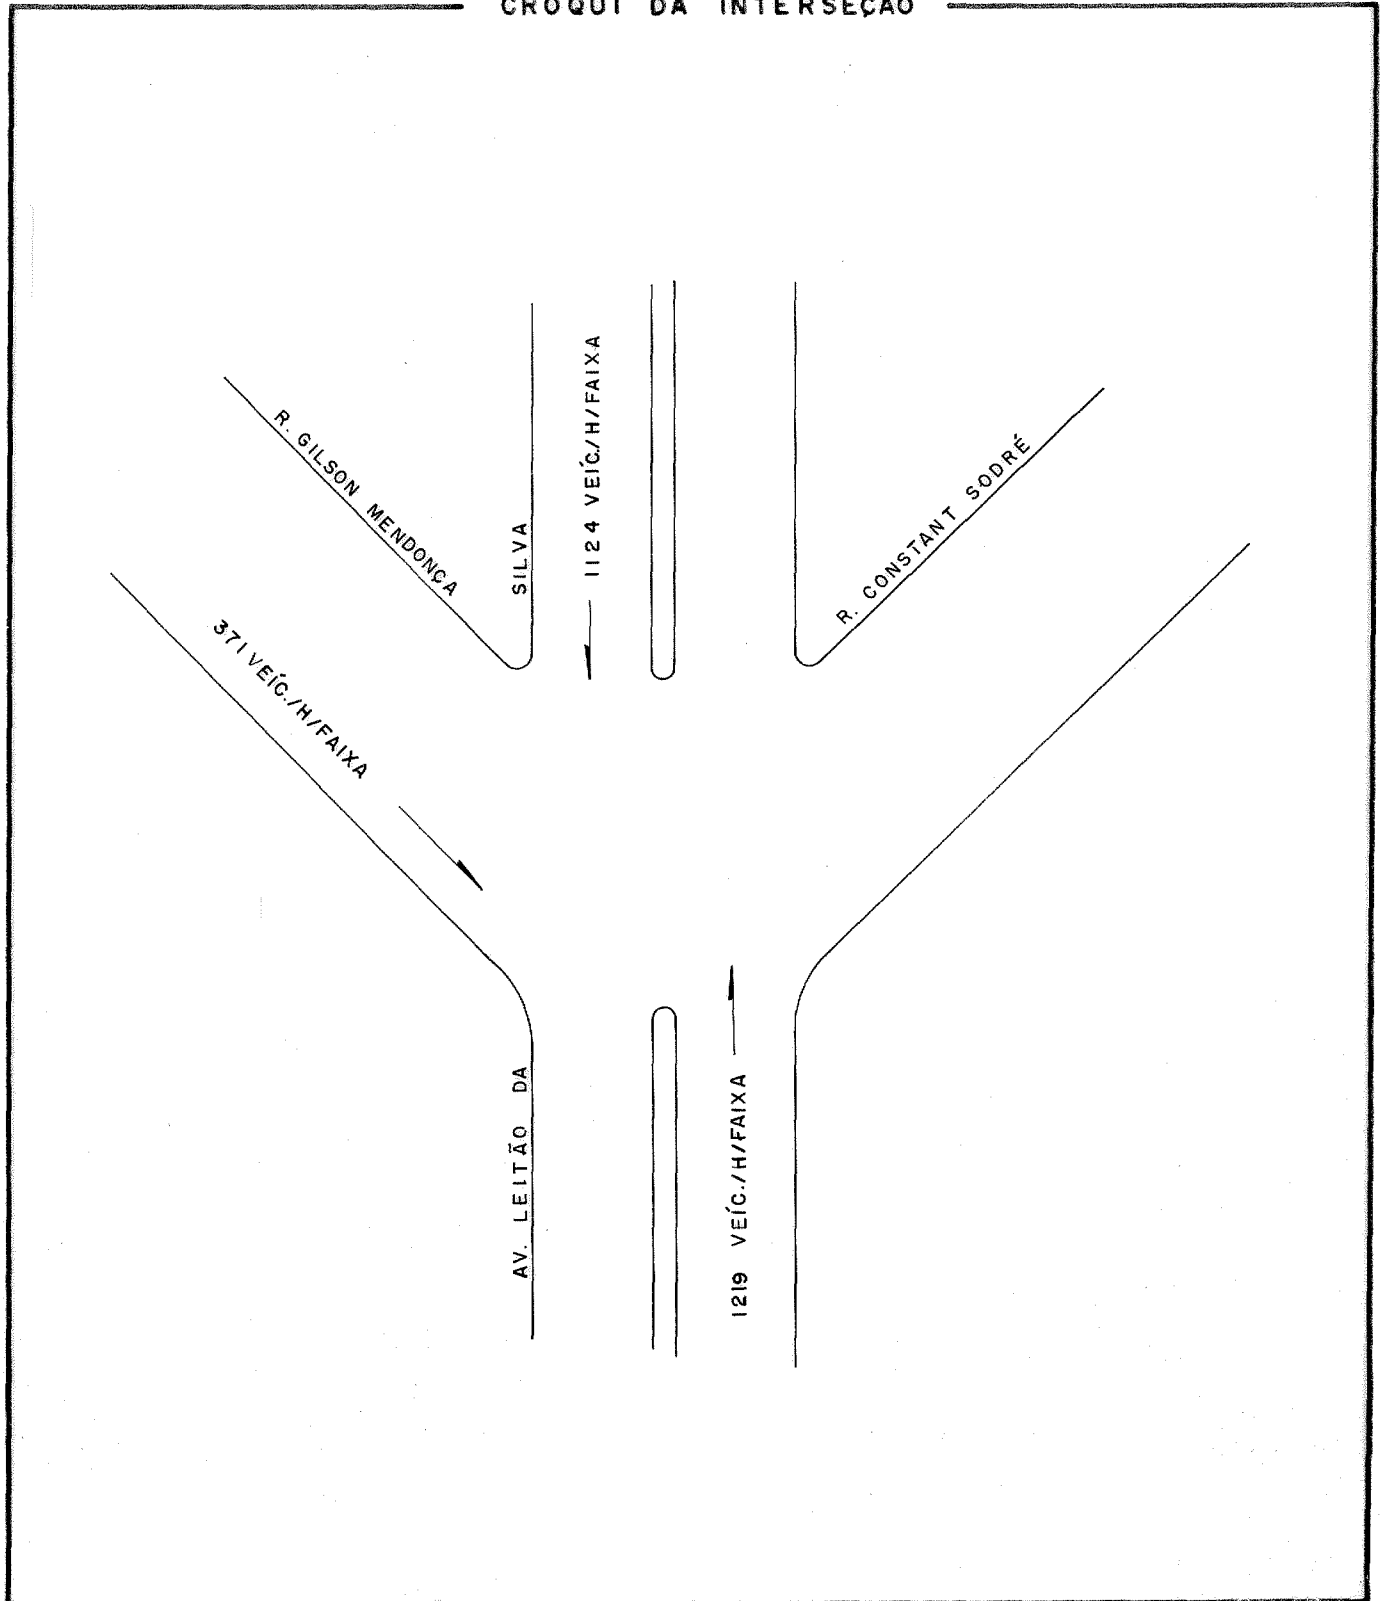 CROQUI DA INTERSEÇÃO
R. GILSON MENDONÇA
SILVA
1124 VEÍC./H/FAIXA
R. CONSTANT SODRÉ
371 VEÍC./H/FAIXA
AV. LEITÃO DA
1219 VEÍC./H/FAIXA